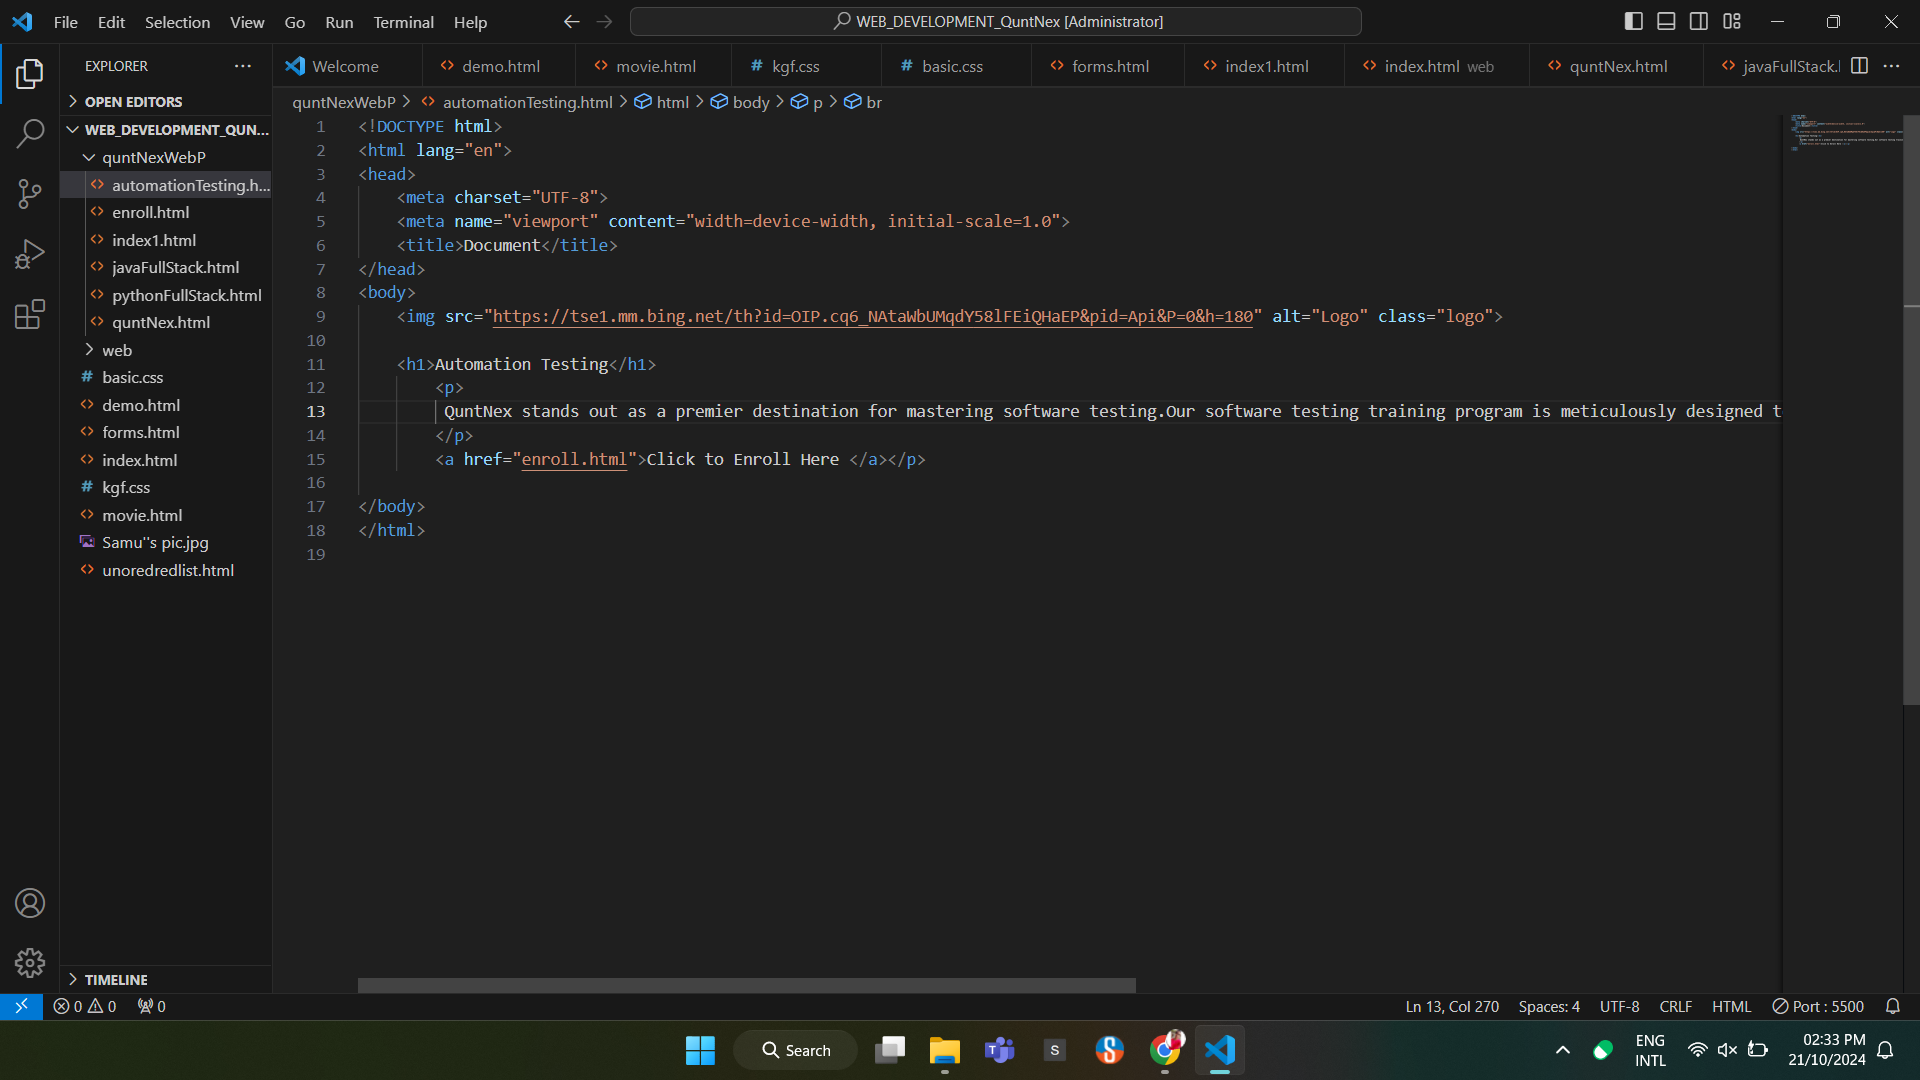 File Edit Selection View Go Run Terminal Help
WEB_DEVELOPMENT_QuntNex [Administrator]
EXPLORER
Welcome
demo.html
movie.html
# kgf.css
# basic.css
forms.html
index1.html
index.html web
quntNex.html
javaFullStack.
OPEN EDITORS
WEB_DEVELOPMENT_QUN...
quntNexWebP
automationTesting.h...
enroll.html
index1.html
javaFullStack.html
pythonFullStack.html
quntNex.html
web
# basic.css
demo.html
forms.html
index.html
# kgf.css
movie.html
Samu''s pic.jpg
unoredredlist.html
TIMELINE
quntNexWebP > automationTesting.html > html > body > p > br
1 <!DOCTYPE html>
2 <html lang="en">
3 <head>
4 <meta charset="UTF-8">
5 <meta name="viewport" content="width=device-width, initial-scale=1.0">
6 <title>Document</title>
7 </head>
8 <body>
9 <img src="https://tse1.mm.bing.net/th?id=OIP.cq6_NAtaWbUMqdY58lFEiQHaEP&pid=Api&P=0&h=180" alt="Logo" class="logo">
10
11 <h1>Automation Testing</h1>
12 <p>
13 QuntNex stands out as a premier destination for mastering software testing.Our software testing training program is meticulously designed t
14 </p>
15 <a href="enroll.html">Click to Enroll Here </a></p>
16
17 </body>
18 </html>
19
0 0 0
Ln 13, Col 270 Spaces: 4 UTF-8 CRLF HTML Port : 5500
Search
S
ENG
INTL
02:33 PM
21/10/2024